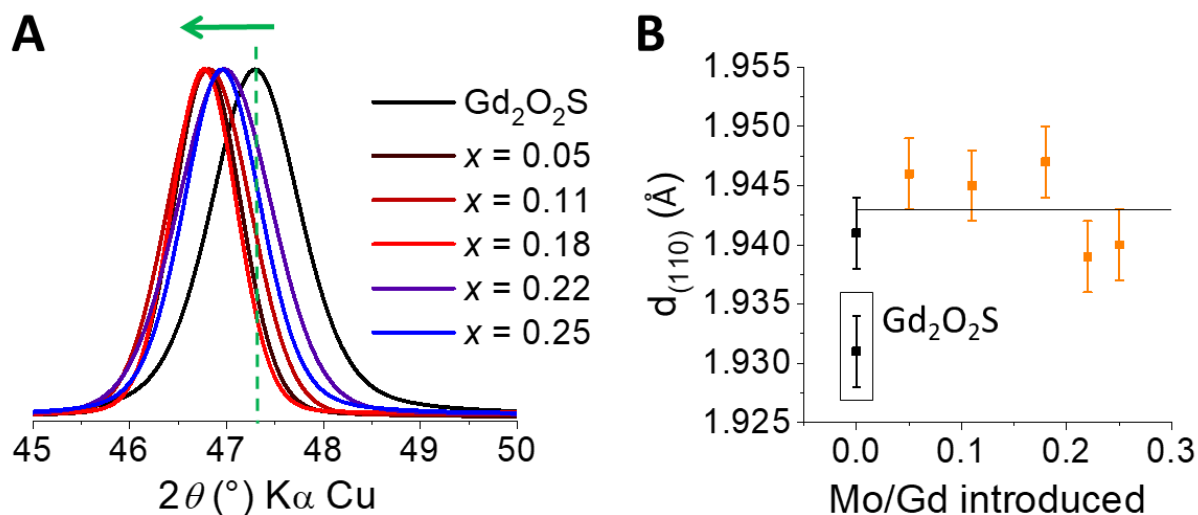 A
Gd₂O₂S
x = 0.05
x = 0.11
x = 0.18
x = 0.22
x = 0.25
45 46 47 48 49 50
2θ (°) Kα Cu
B
d₍₁₁₀₎ (Å)
1.955
1.950
1.945
1.940
1.935
1.930
1.925
Gd₂O₂S
0.0 0.1 0.2 0.3
Mo/Gd introduced